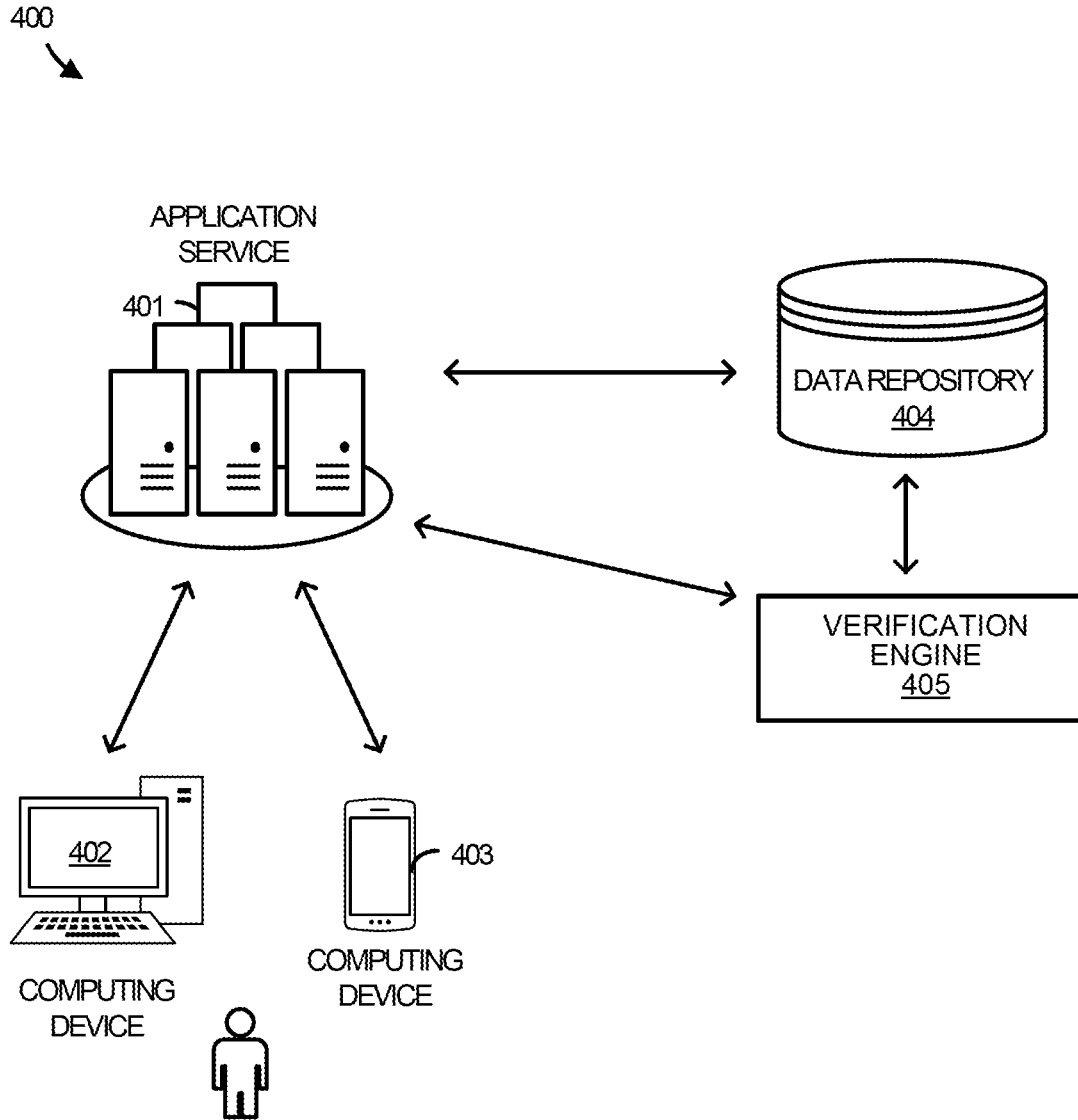 400
APPLICATION
SERVICE
401
DATA REPOSITORY
404
VERIFICATION
ENGINE
405
402
403
COMPUTING
DEVICE
COMPUTING
DEVICE